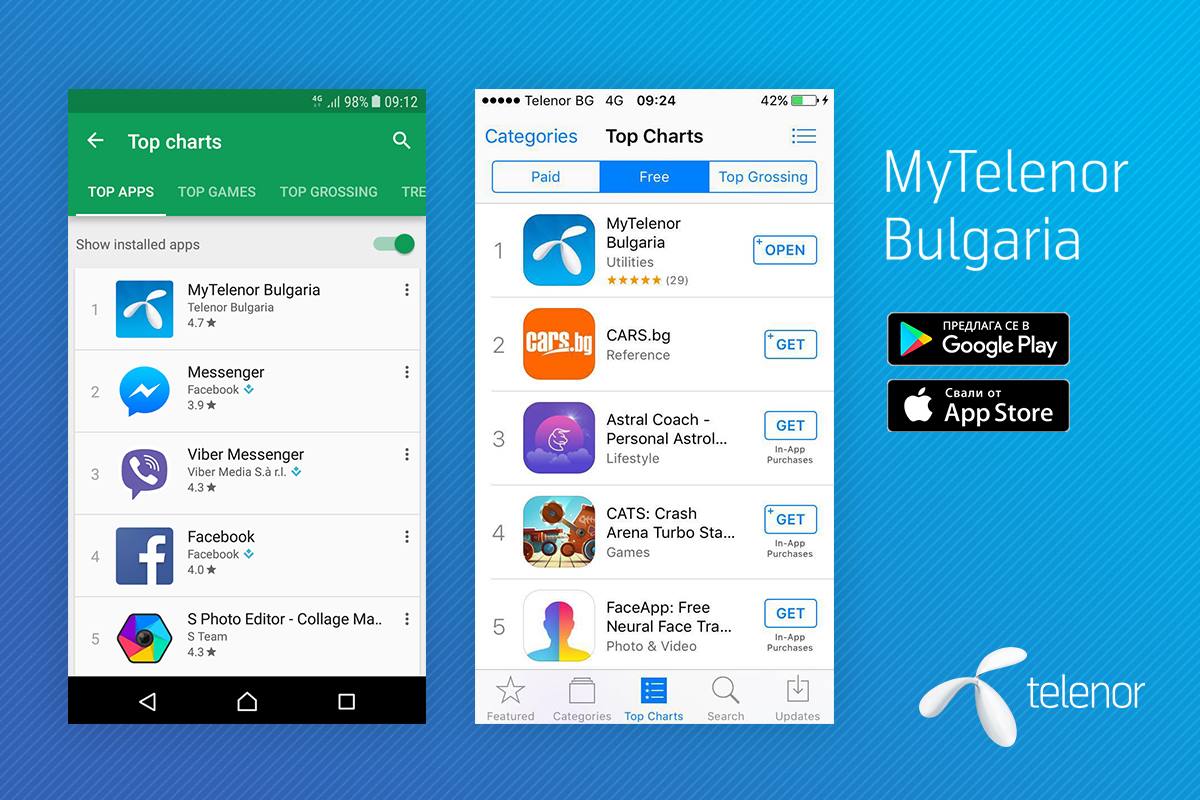 4G 98% 09:12
Top charts
TOP APPS TOP GAMES TOP GROSSING TRE
Show installed apps
1
MyTelenor Bulgaria
Telenor Bulgaria
4.7 ★
2
Messenger
Facebook
3.9 ★
3
Viber Messenger
Viber Media S.à r.l.
4.3 ★
4
Facebook
Facebook
4.0 ★
5
S Photo Editor - Collage Ma..
S Team
4.3 ★
Telenor BG 4G 09:24 42%
Categories Top Charts
Paid Free Top Grossing
1
MyTelenor
Bulgaria
Utilities
★★★★★ (29)
+OPEN
2
cars.bg
CARS.bg
Reference
+GET
3
Astral Coach -
Personal Astrol...
Lifestyle
GET
In-App
Purchases
4
CATS: Crash
Arena Turbo Sta...
Games
+GET
In-App
Purchases
5
FaceApp: Free
Neural Face Tra...
Photo & Video
GET
In-App
Purchases
Featured Categories Top Charts Search Updates
MyTelenor
Bulgaria
ПРЕДЛАГА СЕ В
Google Play
Свали от
App Store
telenor